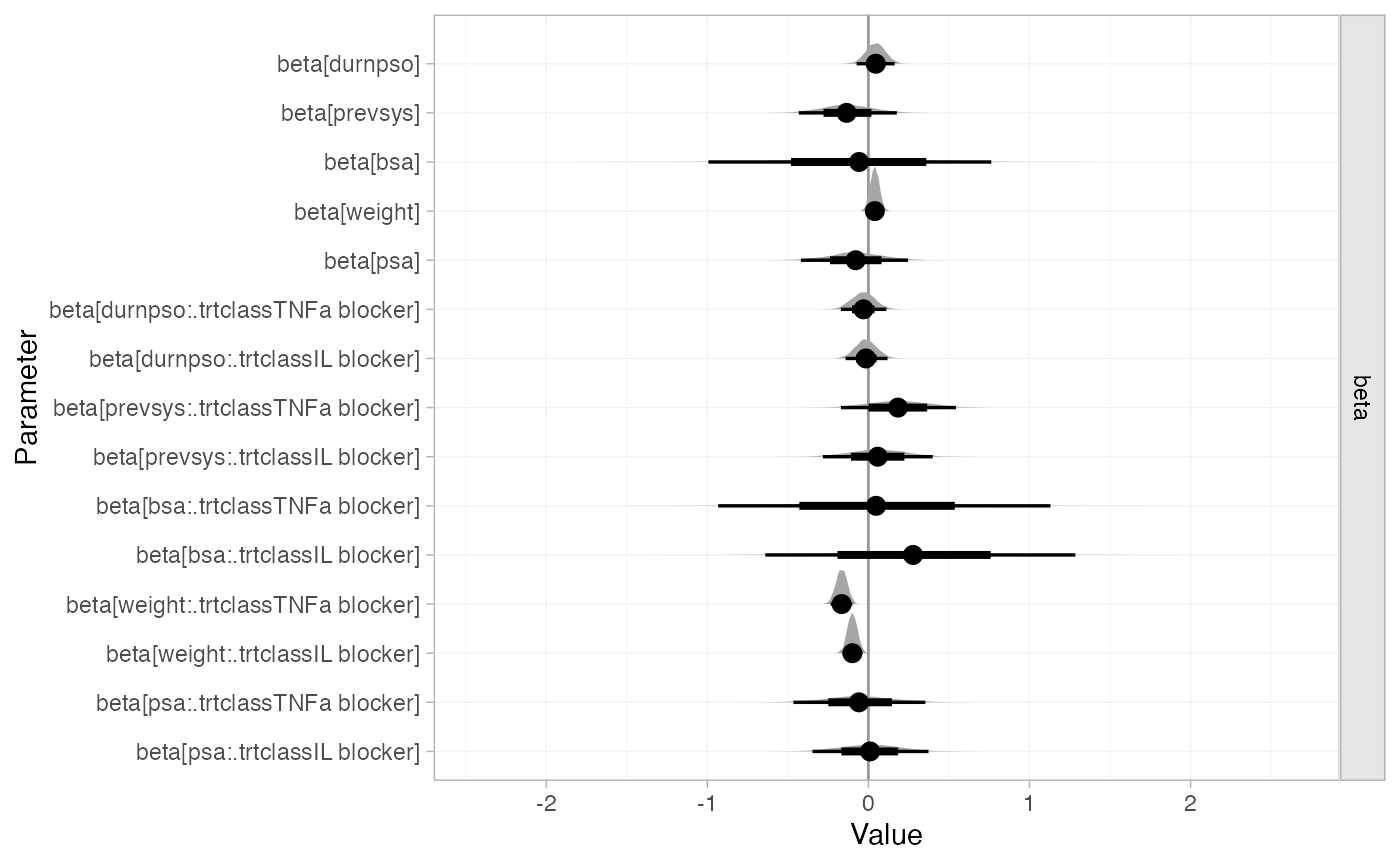 beta[durnpso]
beta[prevsys]
beta[bsa]
beta[weight]
beta[psa]
beta[durnpso:.trtclassTNFa blocker]
beta[durnpso:.trtclassIL blocker]
beta[prevsys:.trtclassTNFa blocker]
beta[prevsys:.trtclassIL blocker]
beta[bsa:.trtclassTNFa blocker]
beta[bsa:.trtclassIL blocker]
beta[weight:.trtclassTNFa blocker]
beta[weight:.trtclassIL blocker]
beta[psa:.trtclassTNFa blocker]
beta[psa:.trtclassIL blocker]
Parameter
beta
-2 -1 0 1 2
Value